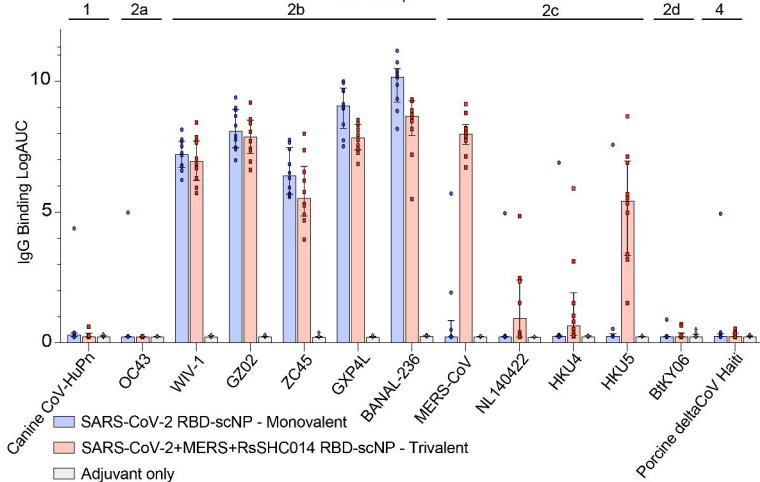 1 2a 2b 2c 2d 4
IgG Binding LogAUC
10
5
0
Canine CoV-HuPn
OC43
WIV-1
GZ02
ZC45
GXP4L
BANAL-236
MERS-CoV
NL140422
HKU4
HKU5
BtKY06
Porcine deltaCoV Haiti
SARS-CoV-2 RBD-scNP - Monovalent
SARS-CoV-2+MERS+RsSHC014 RBD-scNP - Trivalent
Adjuvant only